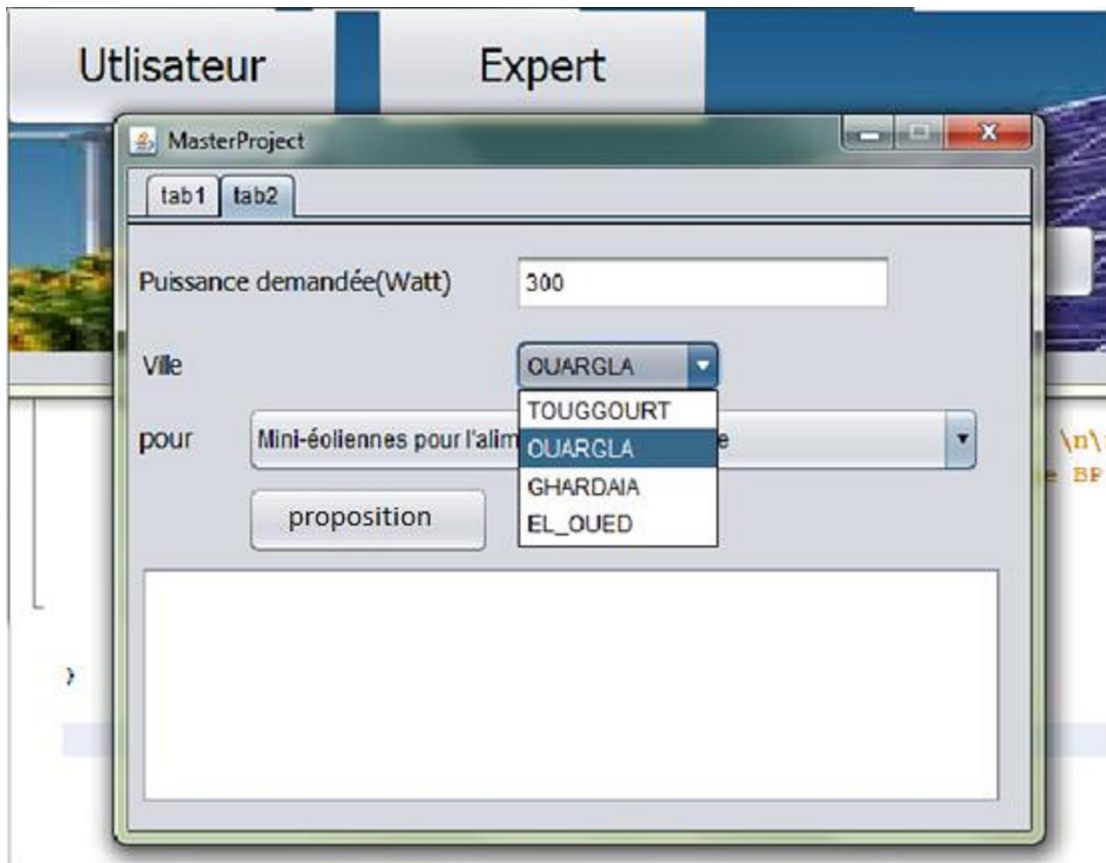 Utlisateur Expert
MasterProject
tab1 tab2
Puissance demandée(Watt) 300
Ville OUARGLA
TOUGGOURT
pour Mini-éoliennes pour l'alim
OUARGLA
\n\
BP
GHARDAIA
proposition
EL_OUED
}